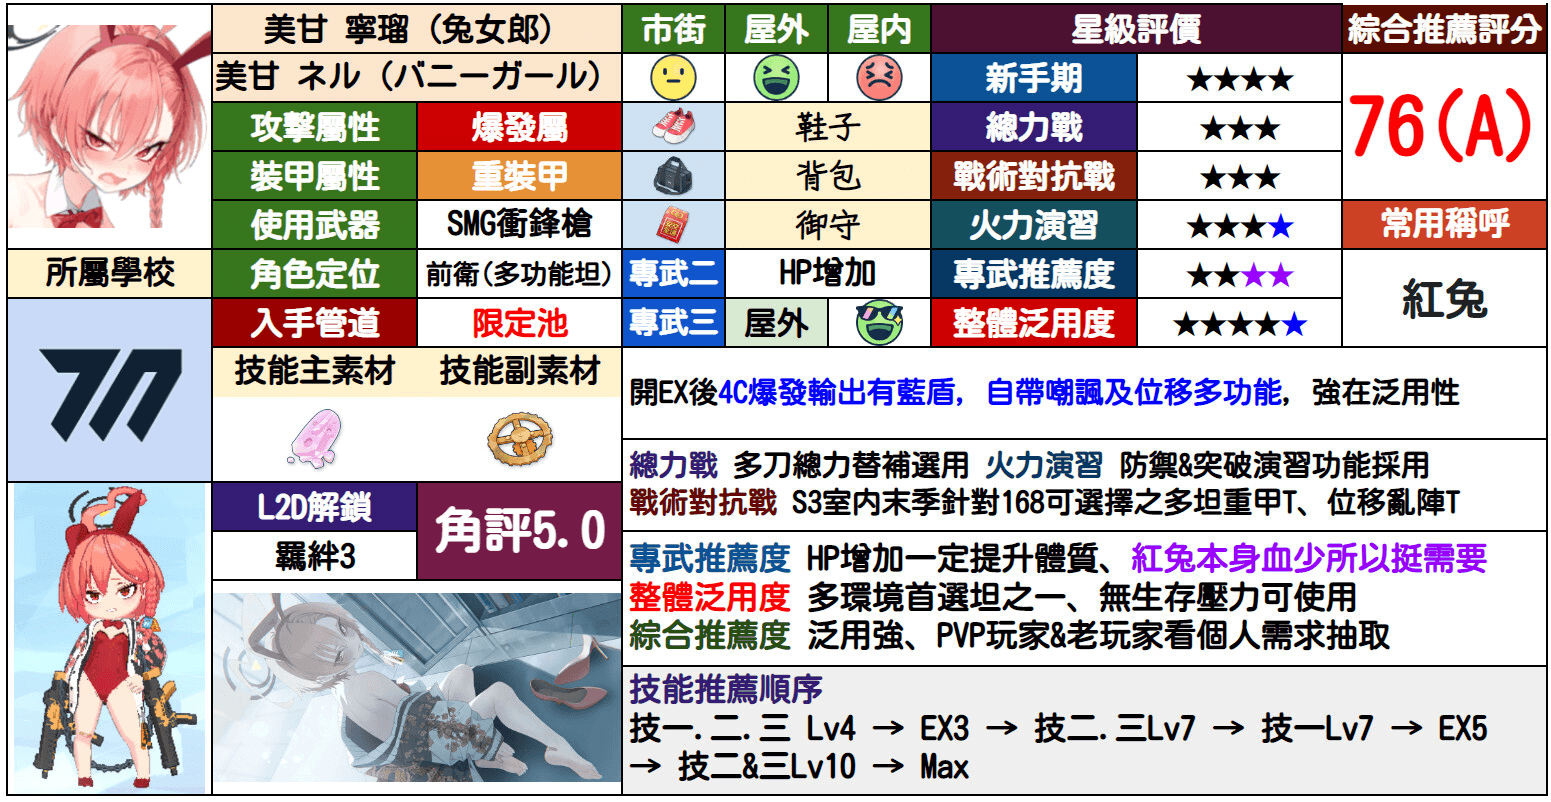 美甘 寧瑠（兔女郎）
市街
屋外
屋内
星級評價
綜合推薦評分
美甘 ネル（バニーガール）
新手期
★★★★
76(A)
攻擊屬性
爆發屬
鞋子
總力戰
★★★
裝甲屬性
重裝甲
背包
戰術對抗戰
★★★
使用武器
SMG衝鋒槍
御守
火力演習
★★★★
常用稱呼
所屬學校
角色定位
前衛(多功能坦)
專武二
HP增加
專武推薦度
★★★★
紅兔
入手管道
限定池
專武三
屋外
整體泛用度
★★★★★
技能主素材
技能副素材
開EX後4C爆發輸出有藍盾, 自帶嘲諷及位移多功能, 強在泛用性
總力戰 多刀總力替補選用 火力演習 防禦&突破演習功能採用
戰術對抗戰 S3室内末季針對168可選擇之多坦重甲T、位移亂陣T
L2D解鎖
角評5.0
羈絆3
專武推薦度 HP增加一定提升體質、紅兔本身血少所以挺需要
整體泛用度 多環境首選坦之一、無生存壓力可使用
綜合推薦度 泛用強、PVP玩家&老玩家看個人需求抽取
技能推薦順序
技一.二.三 Lv4 → EX3 → 技二.三Lv7 → 技一Lv7 → EX5
→ 技二&三Lv10 → Max